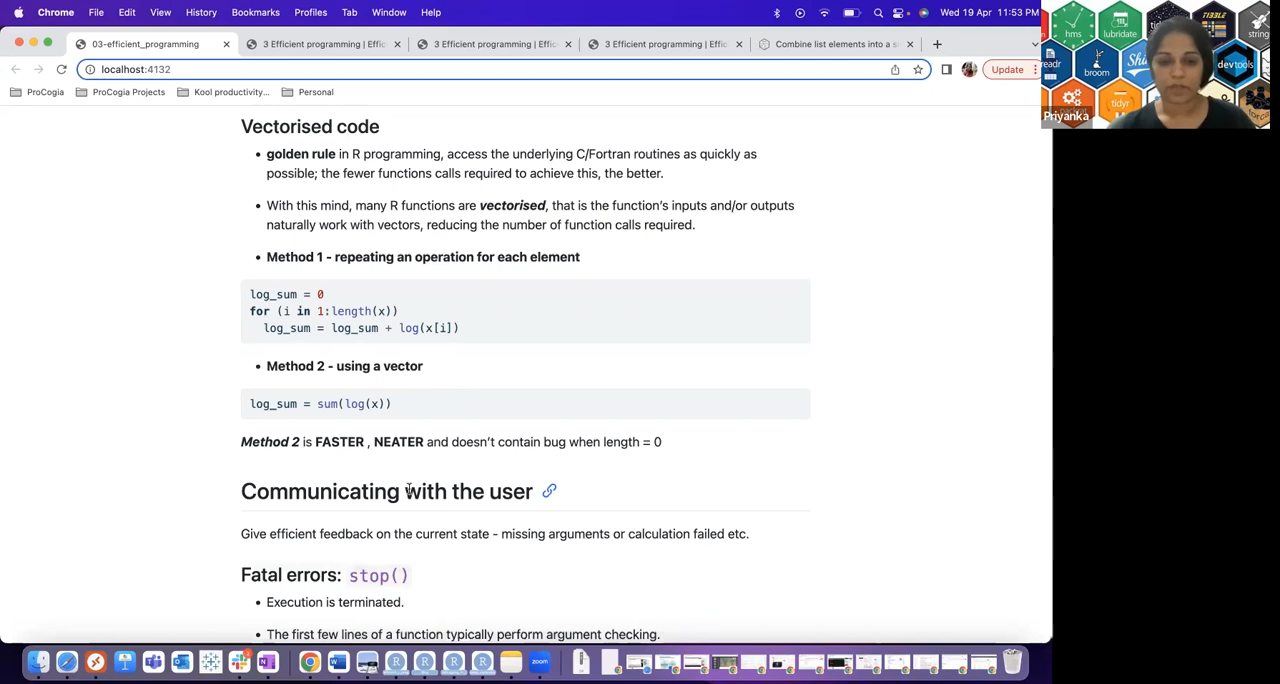 Chrome File Edit View History Bookmarks Profiles Tab Window Help Wed 19 Apr 11:53 PM
03-efficient_programming 3 Efficient programming | Effic 3 Efficient programming | Effic 3 Efficient programming | Effic Combine list elements into a s
localhost:4132 Update
ProCogia ProCogia Projects Kool productivity... Personal
hms lubridate TIBBLE string
readr broom Shi devtools
tidyr
Priyanka
Vectorised code
• golden rule in R programming, access the underlying C/Fortran routines as quickly as
possible; the fewer functions calls required to achieve this, the better.
• With this mind, many R functions are vectorised, that is the function's inputs and/or outputs
naturally work with vectors, reducing the number of function calls required.
• Method 1 - repeating an operation for each element
log_sum = 0
for (i in 1:length(x))
log_sum = log_sum + log(x[i])
• Method 2 - using a vector
log_sum = sum(log(x))
Method 2 is FASTER , NEATER and doesn't contain bug when length = 0
Communicating with the user
Give efficient feedback on the current state - missing arguments or calculation failed etc.
Fatal errors: stop()
• Execution is terminated.
• The first few lines of a function typically perform argument checking.
zoom